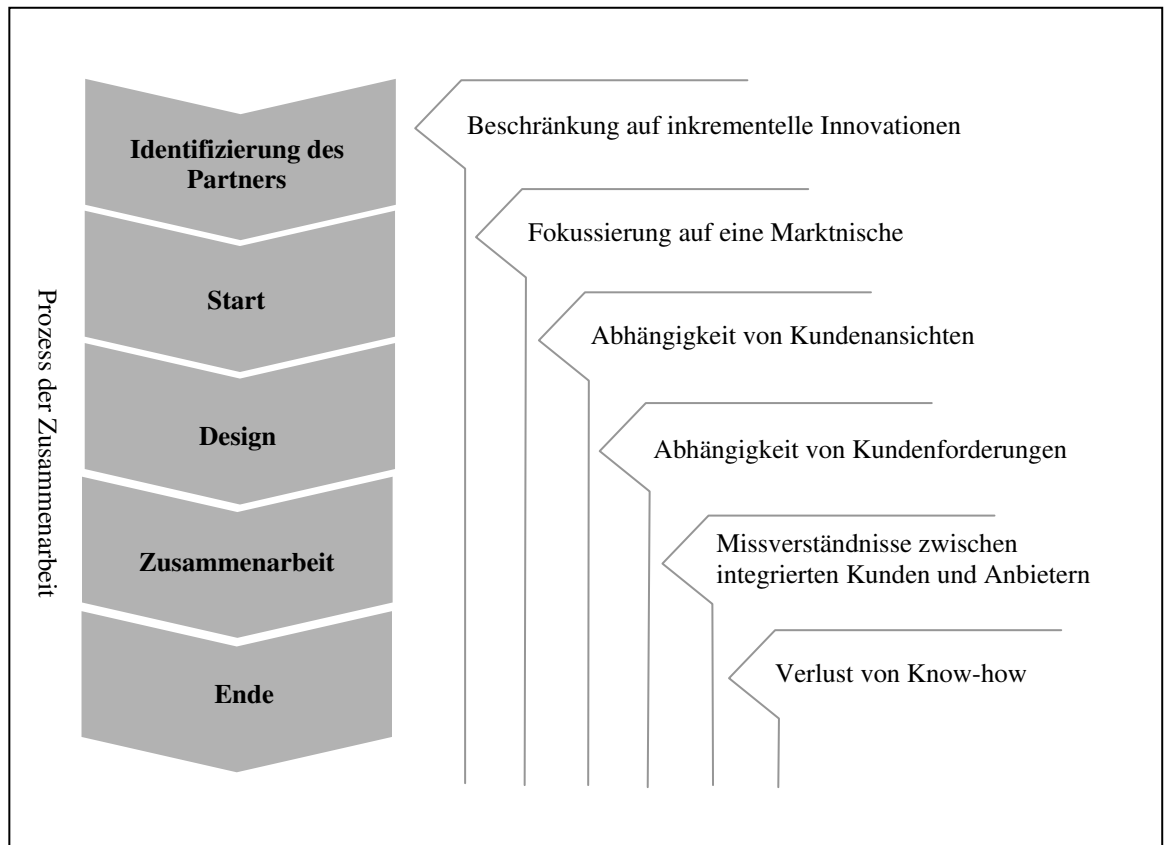 Prozess der Zusammenarbeit
Identifizierung des
Partners
Start
Design
Zusammenarbeit
Ende
Beschränkung auf inkrementelle Innovationen
Fokussierung auf eine Marktnische
Abhängigkeit von Kundenansichten
Abhängigkeit von Kundenforderungen
Missverständnisse zwischen
integrierten Kunden und Anbietern
Verlust von Know-how